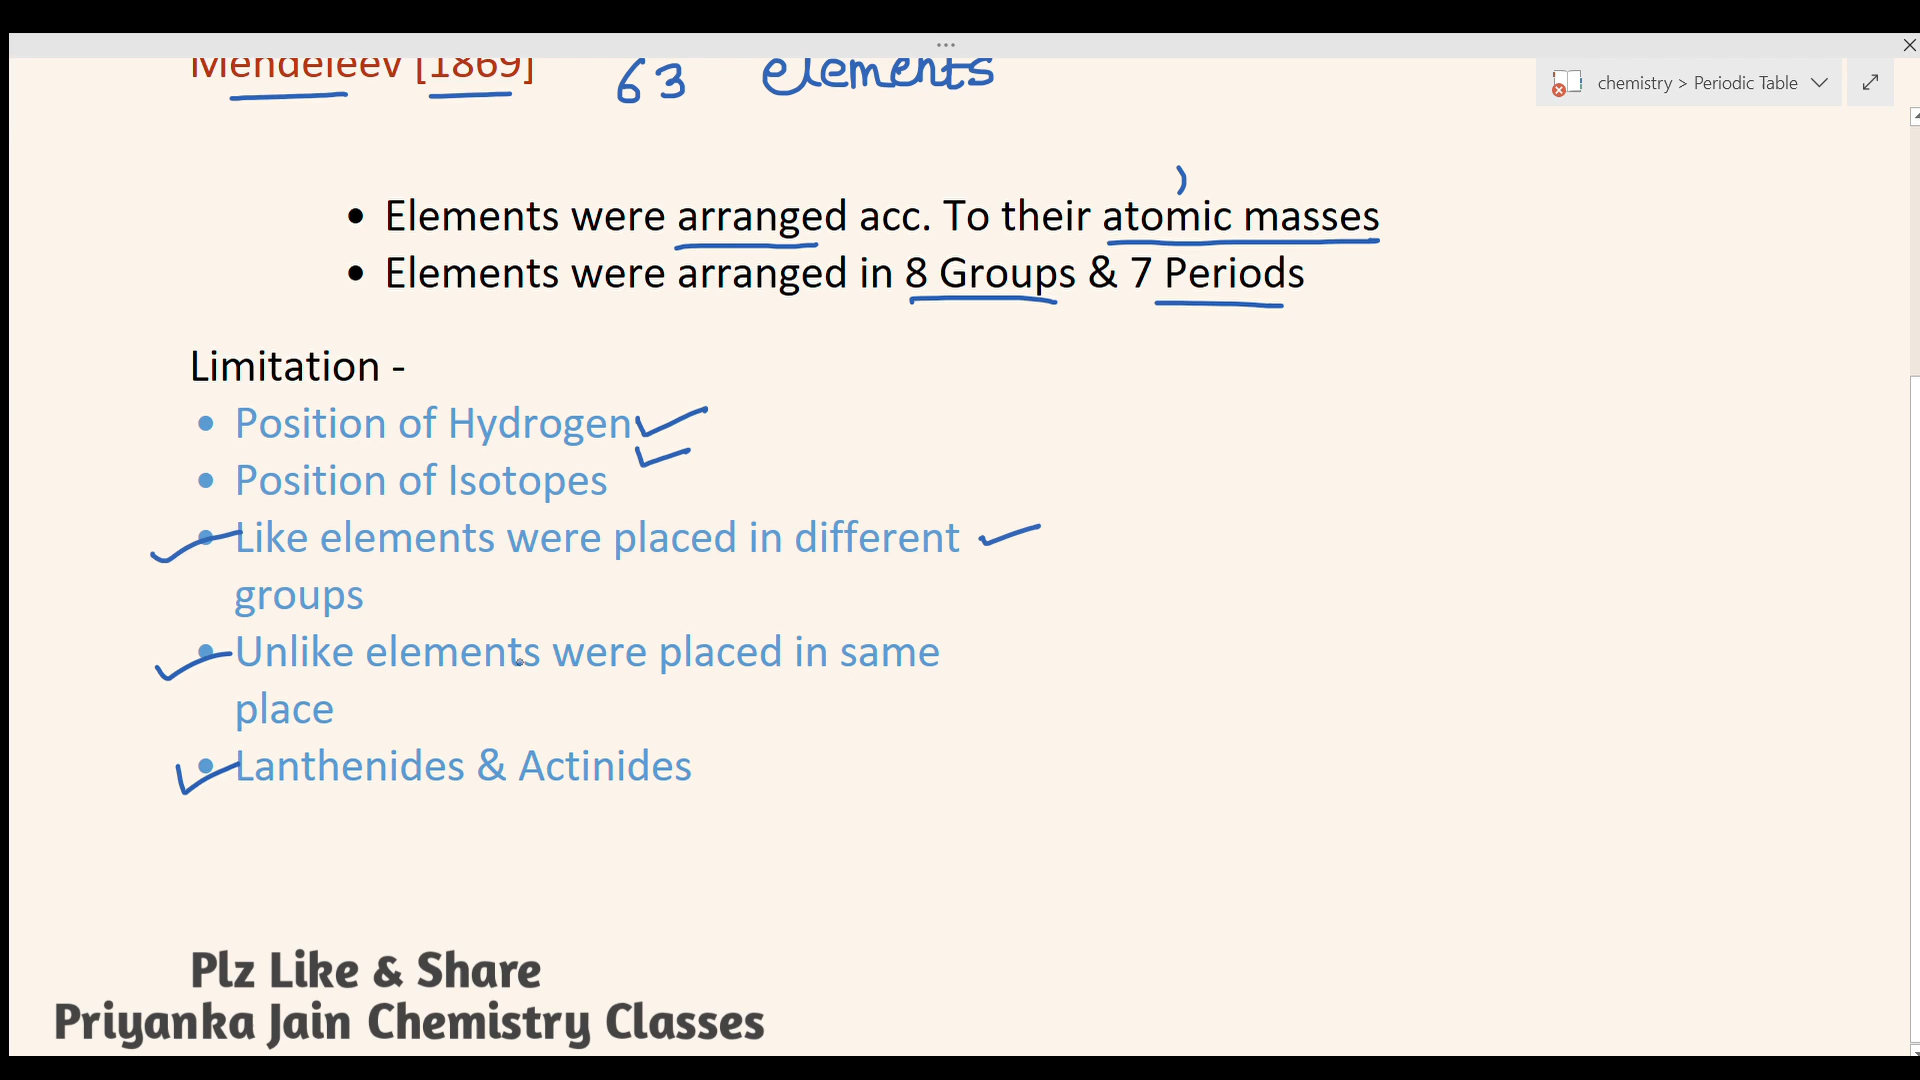 Mendeleev [1869] 63 elements
chemistry > Periodic Table
• Elements were arranged acc. To their atomic masses
• Elements were arranged in 8 Groups & 7 Periods
Limitation -
• Position of Hydrogen
• Position of Isotopes
• Like elements were placed in different
groups
• Unlike elements were placed in same
place
• Lanthenides & Actinides
Plz Like & Share
Priyanka Jain Chemistry Classes